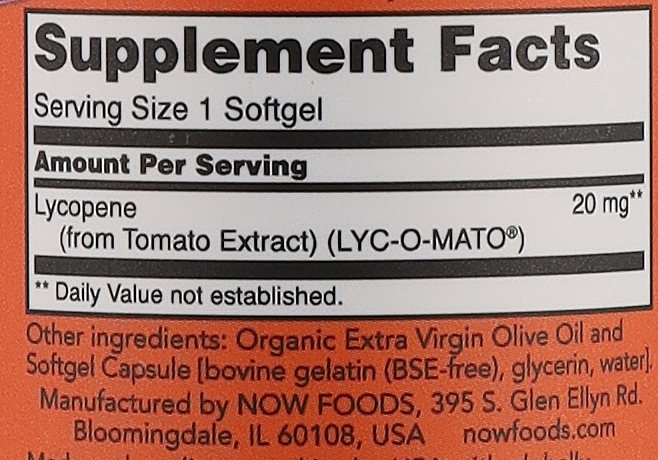 Supplement Facts
Serving Size 1 Softgel
Amount Per Serving
Lycopene 20 mg**
(from Tomato Extract) (LYC-O-MATO®)
** Daily Value not established.
Other ingredients: Organic Extra Virgin Olive Oil and
Softgel Capsule [bovine gelatin (BSE-free), glycerin, water].
Manufactured by NOW FOODS, 395 S. Glen Ellyn Rd.
Bloomingdale, IL 60108, USA nowfoods.com